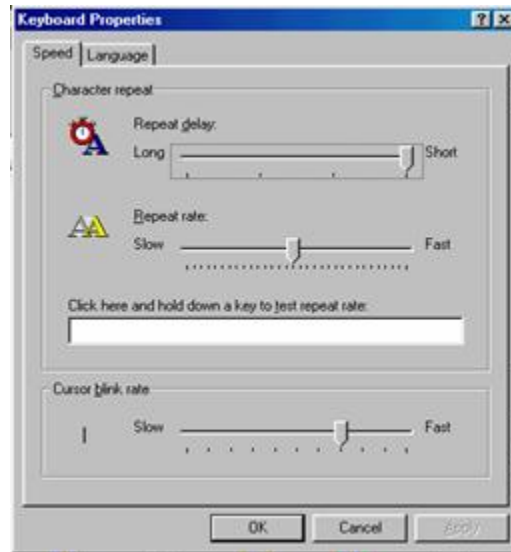 Keyboard Properties
Speed Language
Character repeat
Repeat delay:
Long Short
Repeat rate:
Slow Fast
Click here and hold down a key to test repeat rate:
Cursor blink rate
Slow Fast
OK Cancel Apply